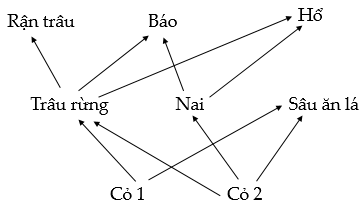 Rận trâu Báo Hổ
Trâu rừng Nai Sâu ăn lá
Cỏ 1 Cỏ 2